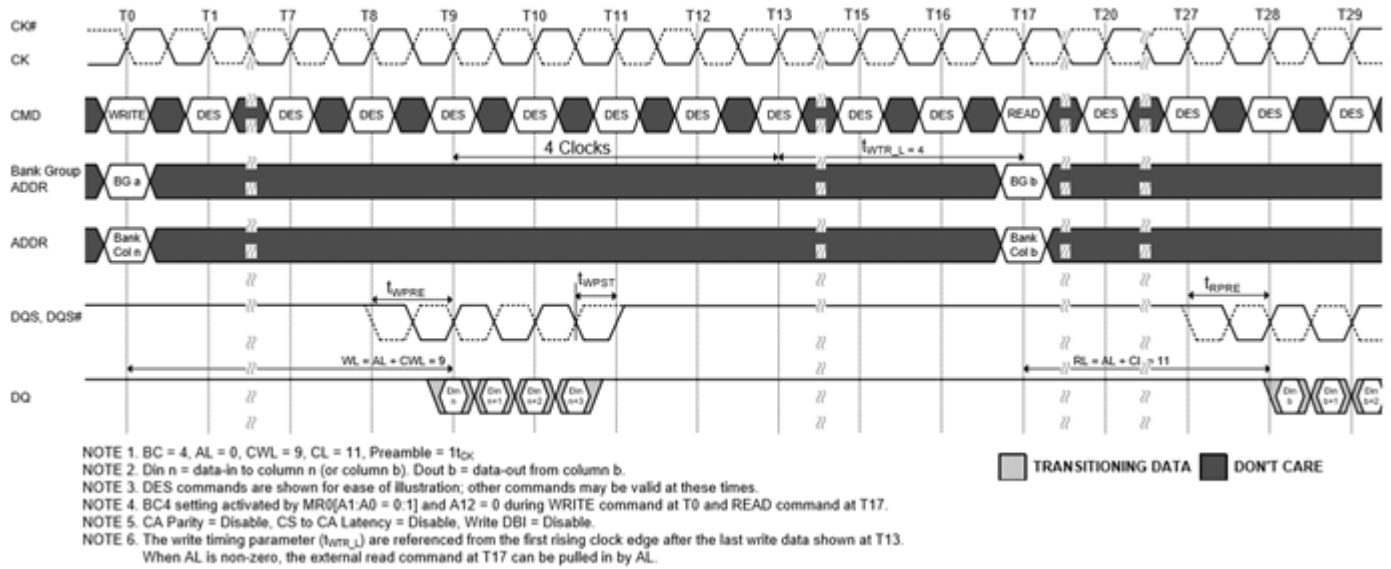 T0 T1 T7 T8 T9 T10 T11 T12 T13 T15 T16 T17 T20 T27 T28 T29
CK#
CK
CMD WRITE DES DES DES DES DES DES DES DES DES DES READ DES DES DES DES
4 Clocks tWTR_L = 4
Bank Group
ADDR BG a BG b
ADDR Bank Col n Bank Col b
tWPRE tWPST tRPRE
DQS, DQS#
WL = AL + CWL = 9 RL = AL + CL = 11
DQ Din n Din n+1 Din n+2 Din n+3 Din b Din b+1 Din b+2
NOTE 1. BC = 4, AL = 0, CWL = 9, CL = 11, Preamble = 1tCK
NOTE 2. Din n = data-in to column n (or column b). Dout b = data-out from column b.
NOTE 3. DES commands are shown for ease of illustration; other commands may be valid at these times.
NOTE 4. BC4 setting activated by MR0[A1:A0 = 0:1] and A12 = 0 during WRITE command at T0 and READ command at T17.
NOTE 5. CA Parity = Disable, CS to CA Latency = Disable, Write DBI = Disable.
NOTE 6. The write timing parameter (tWTR_L) are referenced from the first rising clock edge after the last write data shown at T13.
When AL is non-zero, the external read command at T17 can be pulled in by AL.
TRANSITIONING DATA DON'T CARE